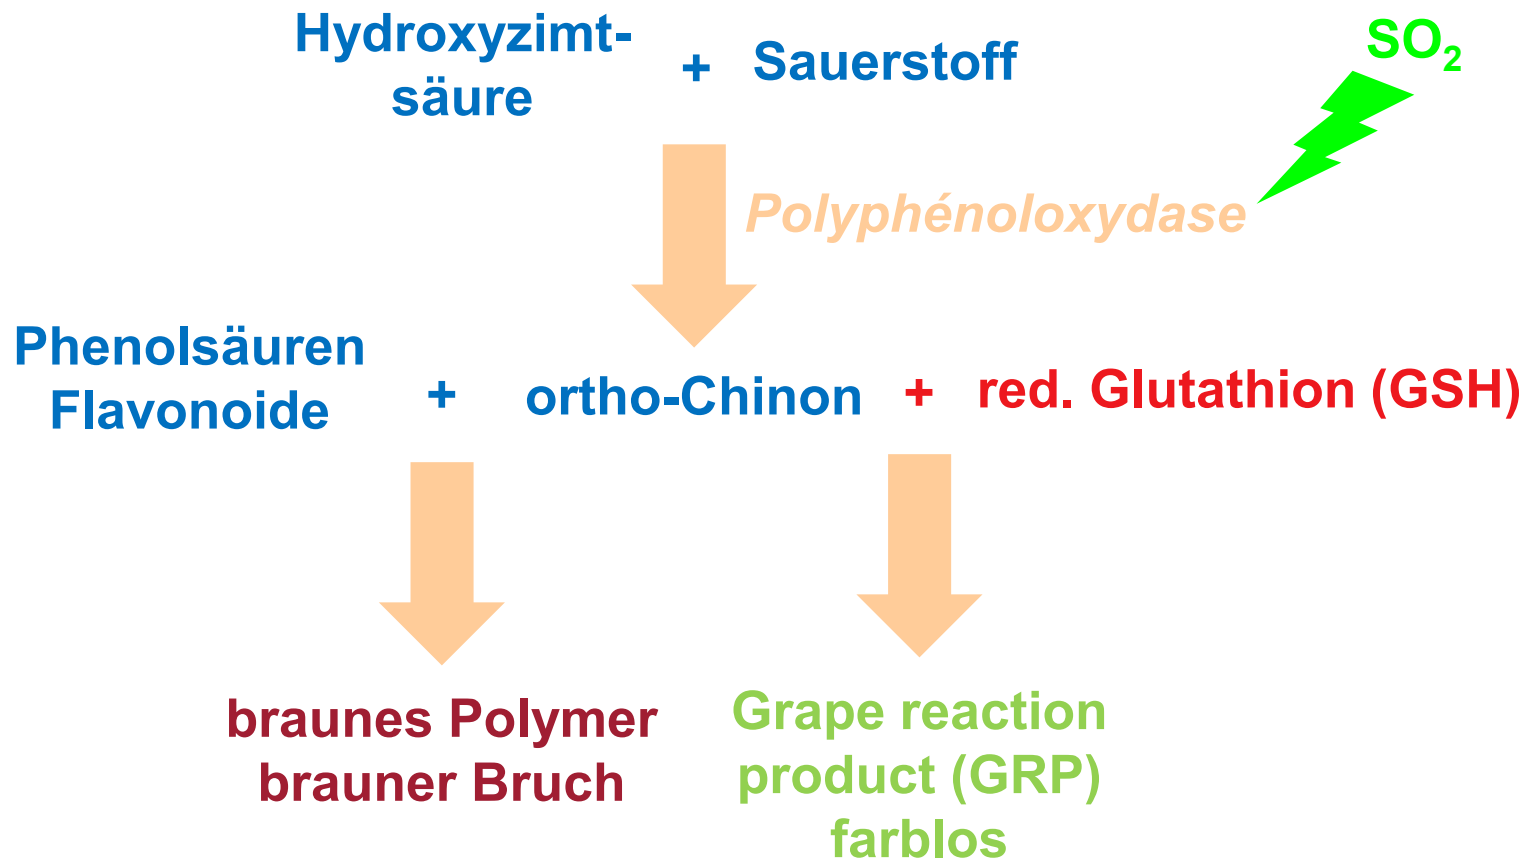 Hydroxyzimt-
säure
+
Sauerstoff
SO₂
Polyphénoloxydase
Phenolsäuren
Flavonoide
+
ortho-Chinon
+
red. Glutathion (GSH)
braunes Polymer
brauner Bruch
Grape reaction
product (GRP)
farblos